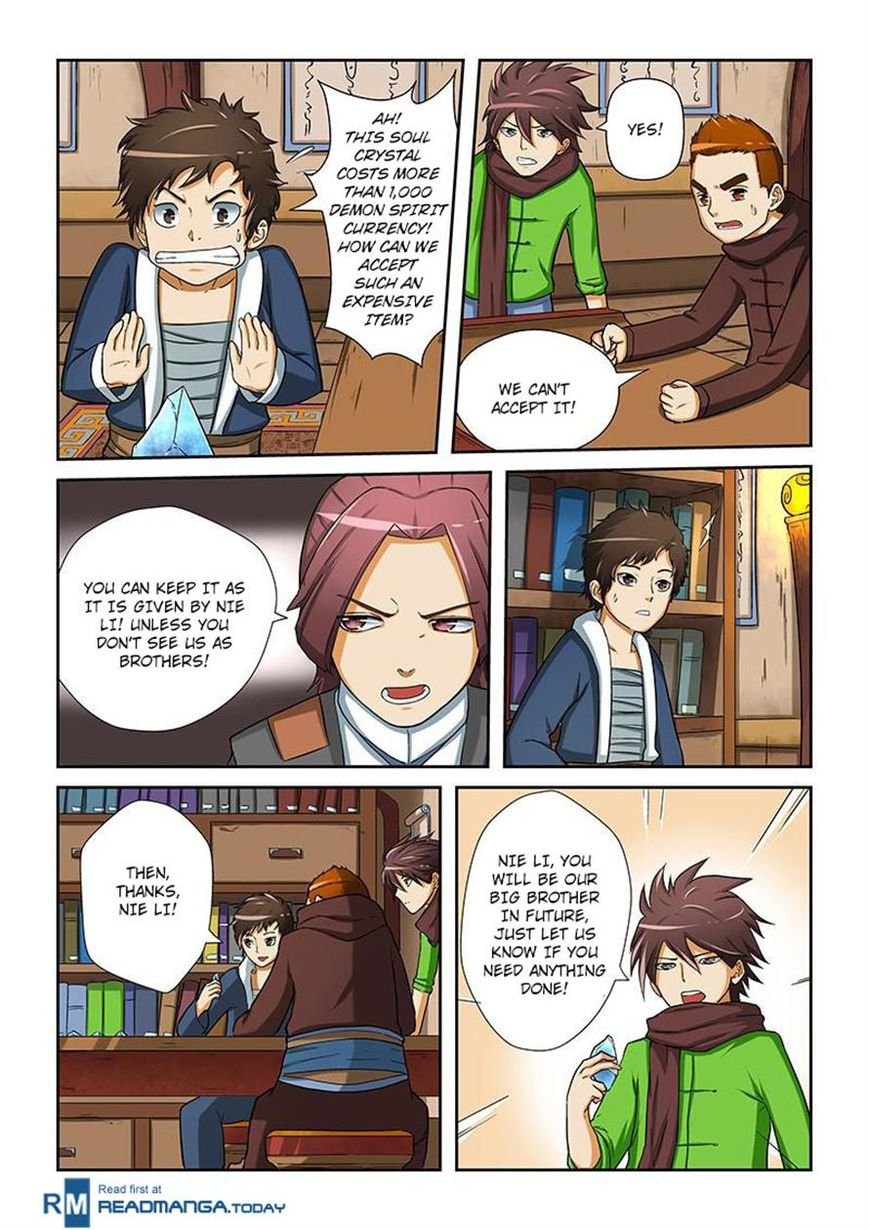 AH!
THIS SOUL
CRYSTAL
COSTS MORE
THAN 1,000
DEMON SPIRIT
CURRENCY!
HOW CAN WE
ACCEPT
SUCH AN
EXPENSIVE
ITEM?
YES!
WE CAN'T
ACCEPT IT!
YOU CAN KEEP IT AS
IT IS GIVEN BY NIE
LI! UNLESS YOU
DON'T SEE US AS
BROTHERS!
THEN,
THANKS,
NIE LI!
NIE LI, YOU
WILL BE OUR
BIG BROTHER
IN FUTURE,
JUST LET US
KNOW IF YOU
NEED ANYTHING
DONE!
RM
Read first at
READMANGA.TODAY